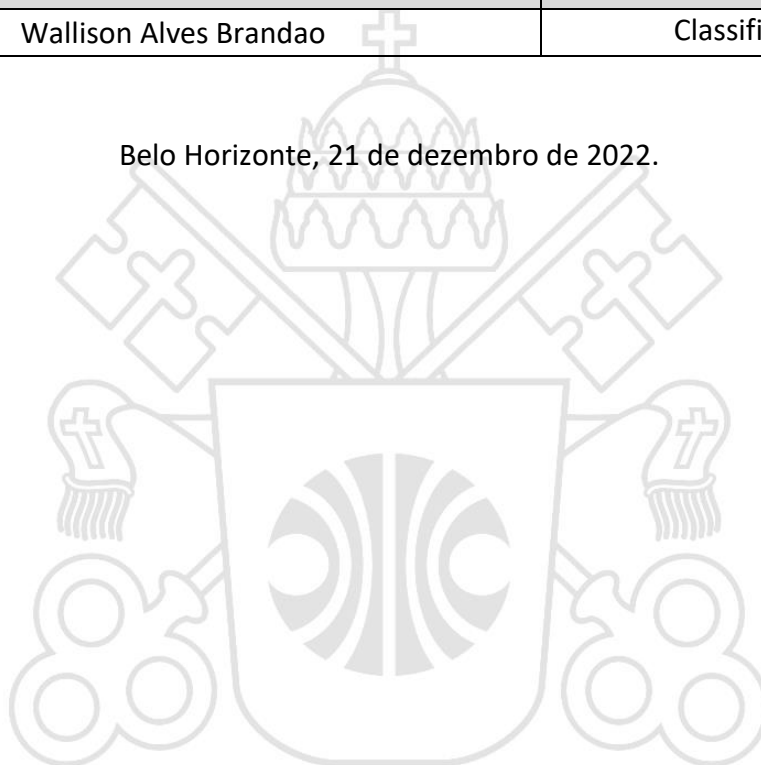 Wallison Alves Brandao Classifi
Belo Horizonte, 21 de dezembro de 2022.